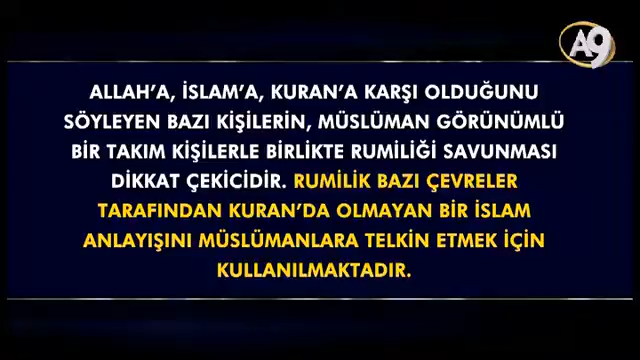 A9
ALLAH'A, İSLAM'A, KURAN'A KARŞI OLDUĞUNU
SÖYLEYEN BAZI KİŞİLERİN, MÜSLÜMAN GÖRÜNÜMLÜ
BİR TAKIM KİŞİLERLE BİRLİKTE RUMİLİĞİ SAVUNMASI
DİKKAT ÇEKİCİDİR. RUMİLİK BAZI ÇEVRELER
TARAFINDAN KURAN'DA OLMAYAN BİR İSLAM
ANLAYIŞINI MÜSLÜMANLARA TELKİN ETMEK İÇİN
KULLANILMAKTADIR.